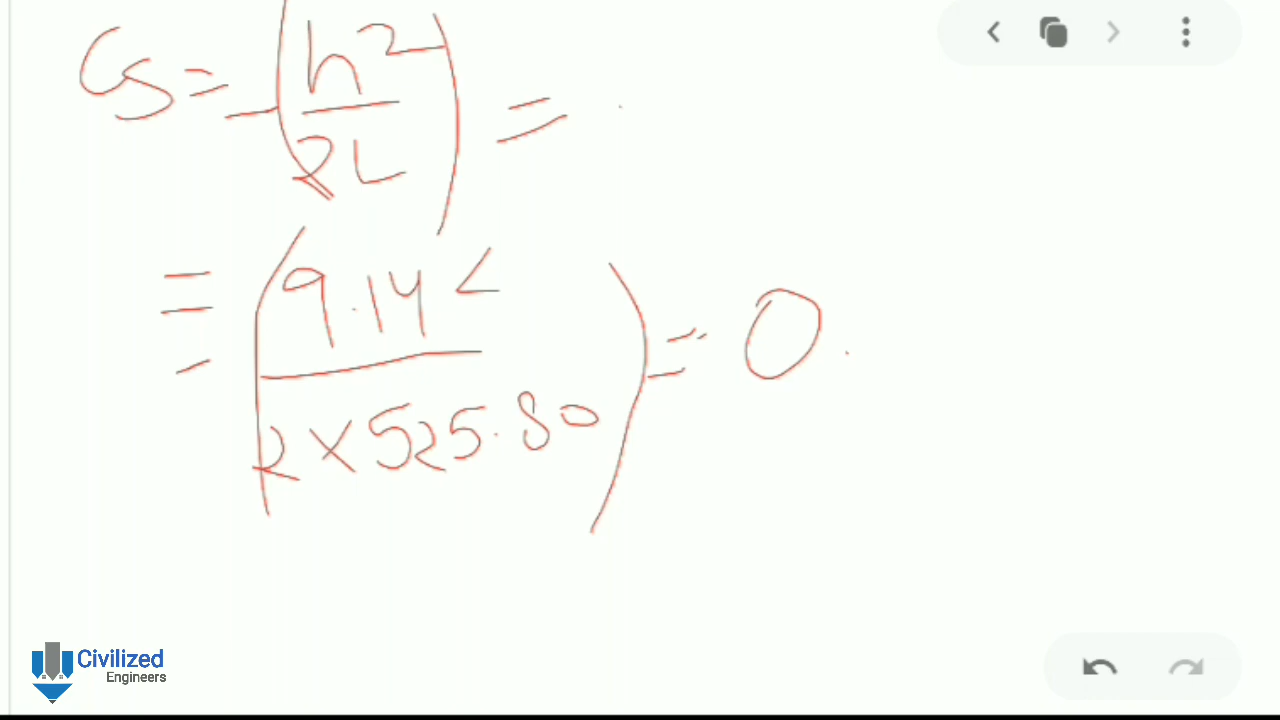 Cs = -(h²/2L) =
= -(9.14²/2×525.80) = 0.
Civilized
Engineers